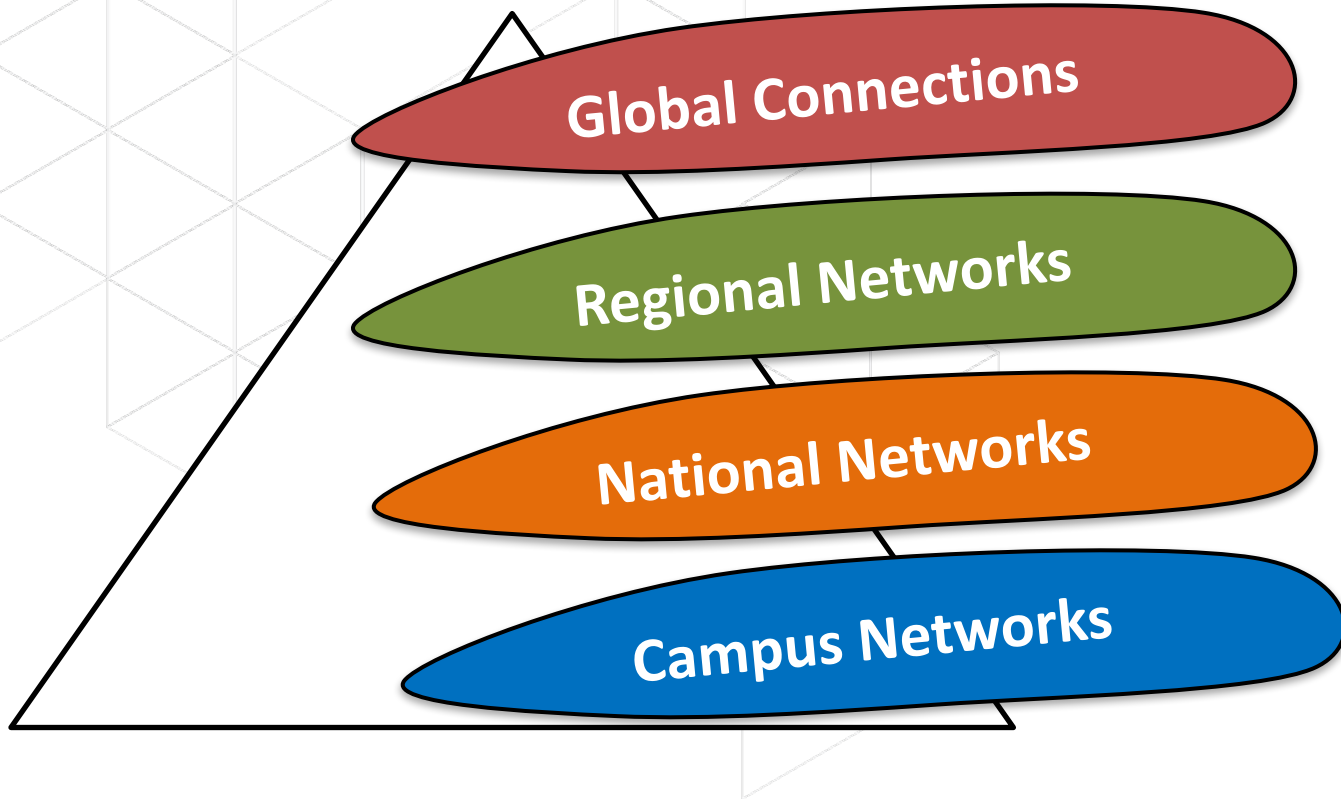 Global Connections
Regional Networks
National Networks
Campus Networks